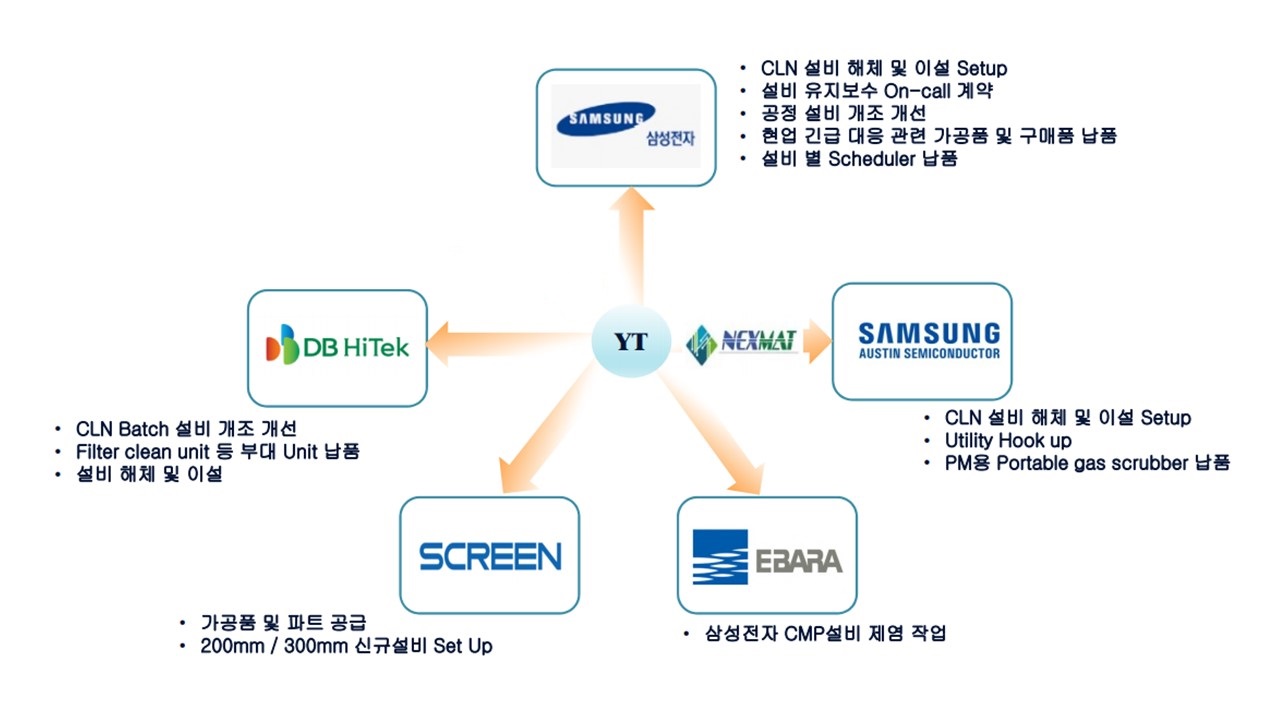 SAMSUNG
삼성전자
• CLN 설비 해체 및 이설 Setup
• 설비 유지보수 On-call 계약
• 공정 설비 개조 개선
• 현업 긴급 대응 관련 가공품 및 구매품 납품
• 설비 별 Scheduler 납품
DB HiTek
YT
NEXMAT
SAMSUNG
AUSTIN SEMICONDUCTOR
• CLN Batch 설비 개조 개선
• Filter clean unit 등 부대 Unit 납품
• 설비 해체 및 이설
• CLN 설비 해체 및 이설 Setup
• Utility Hook up
• PM용 Portable gas scrubber 납품
SCREEN
• 가공품 및 파트 공급
• 200mm / 300mm 신규설비 Set Up
EBARA
• 삼성전자 CMP설비 제염 작업